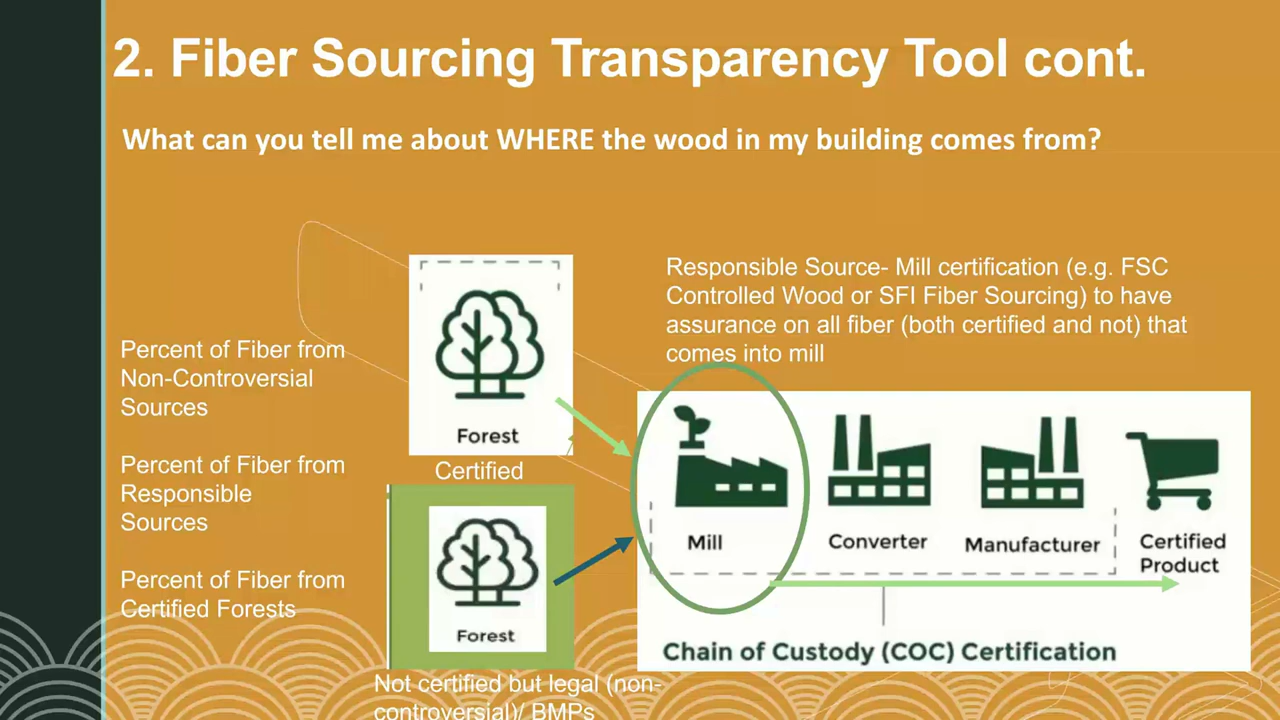 2. Fiber Sourcing Transparency Tool cont.
What can you tell me about WHERE the wood in my building comes from?
Percent of Fiber from
Non-Controversial
Sources
Percent of Fiber from
Responsible
Sources
Percent of Fiber from
Certified Forests
Forest
Certified
Forest
Not certified but legal (non-
controversial)/ BMPs
Responsible Source- Mill certification (e.g. FSC
Controlled Wood or SFI Fiber Sourcing) to have
assurance on all fiber (both certified and not) that
comes into mill
Mill
Converter
Manufacturer
Certified
Product
Chain of Custody (COC) Certification